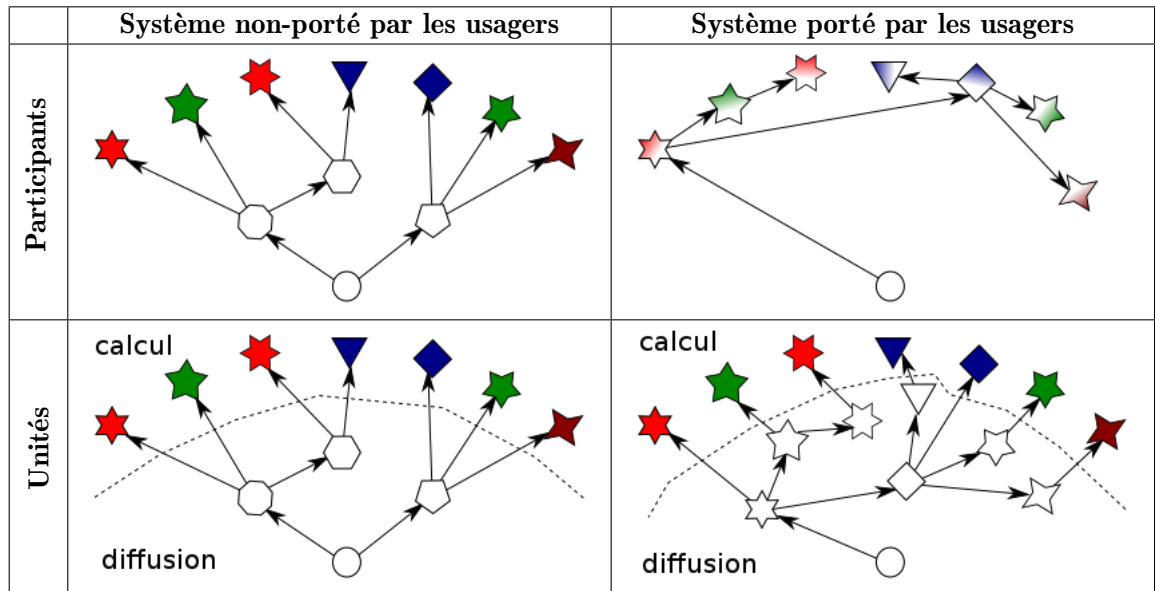 Système non-porté par les usagers
Système porté par les usagers
Participants
Unités
calcul
diffusion
calcul
diffusion